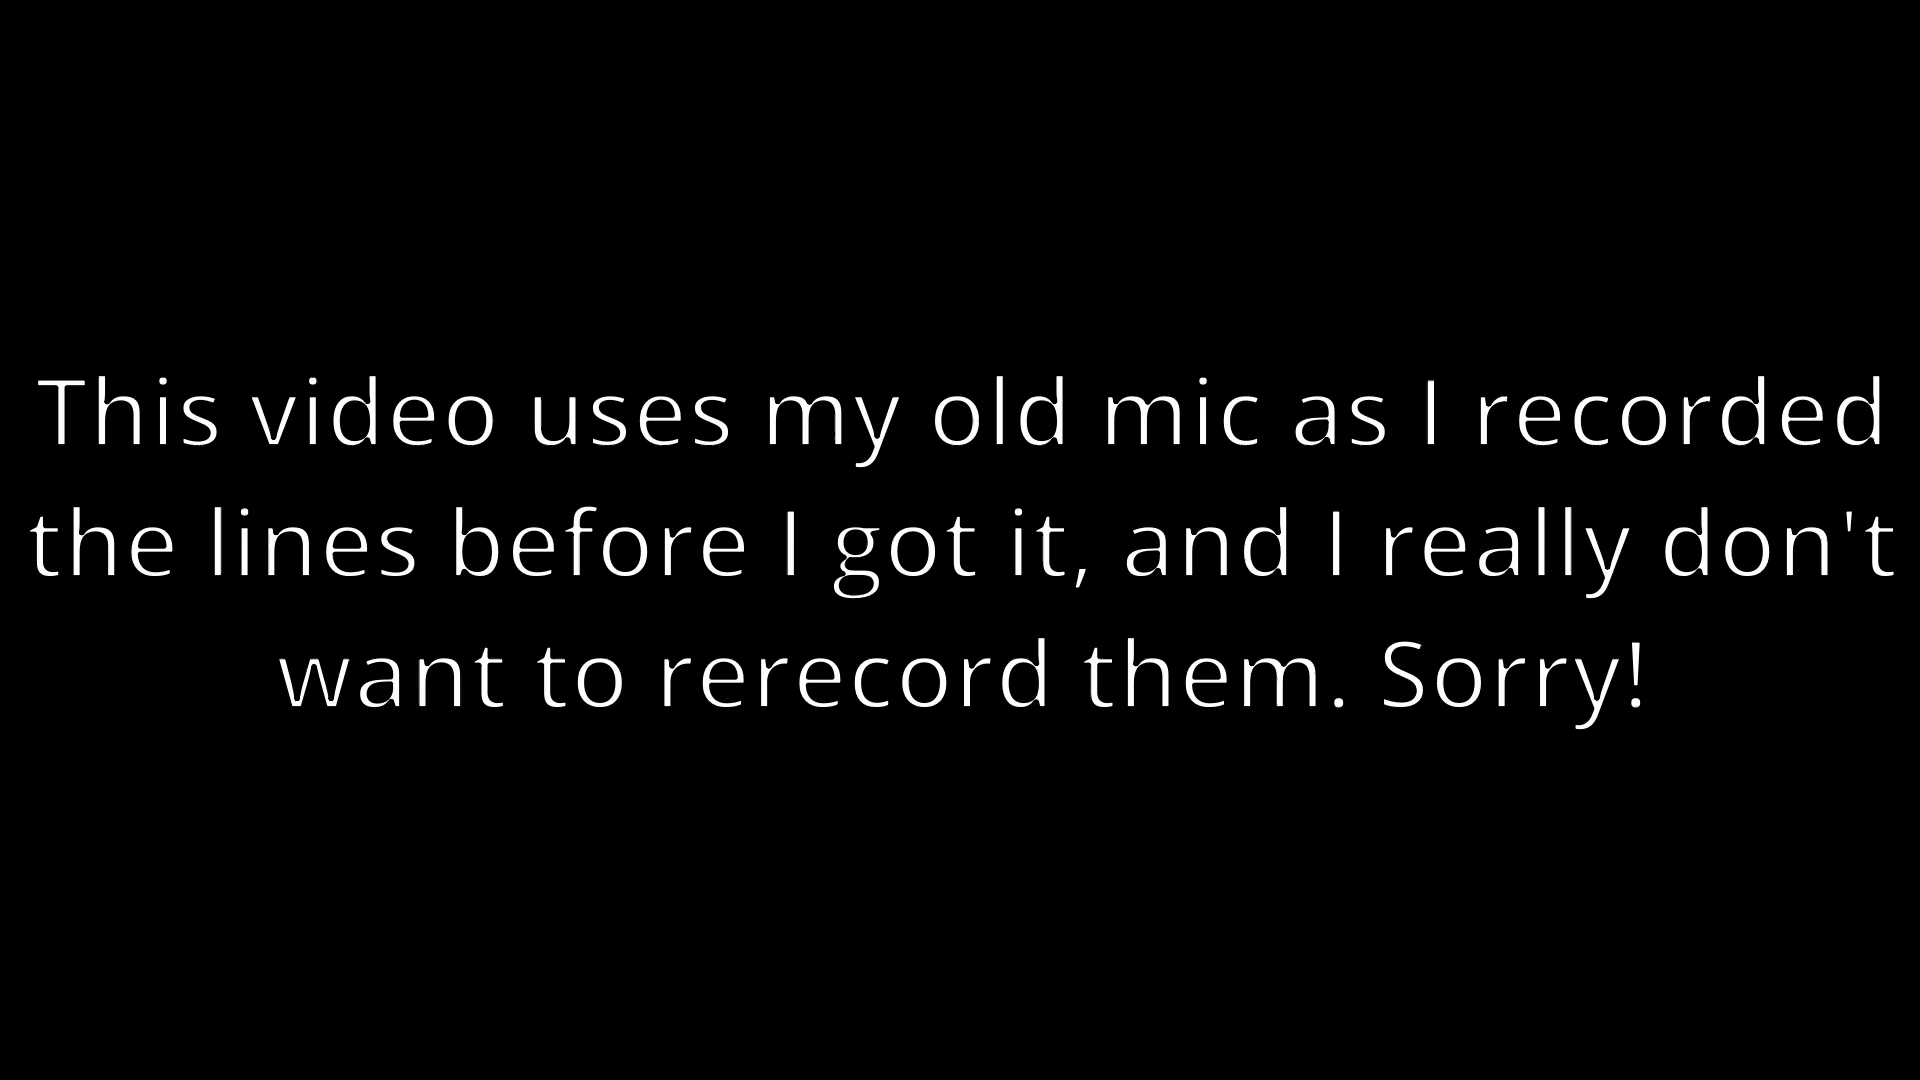 This video uses my old mic as I recorded
the lines before I got it, and I really don't
want to rerecord them. Sorry!